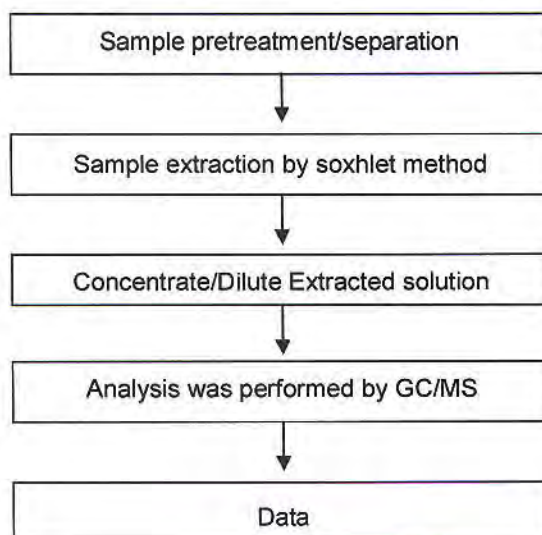 Sample pretreatment/separation
Sample extraction by soxhlet method
Concentrate/Dilute Extracted solution
Analysis was performed by GC/MS
Data